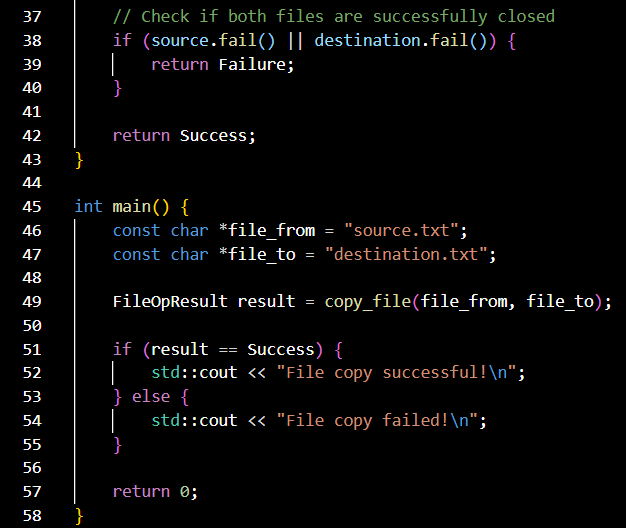 37 // Check if both files are successfully closed
38 if (source.fail() || destination.fail()) {
39 return Failure;
40 }
41
42 return Success;
43 }
44
45 int main() {
46 const char *file_from = "source.txt";
47 const char *file_to = "destination.txt";
48
49 FileOpResult result = copy_file(file_from, file_to);
50
51 if (result == Success) {
52 std::cout << "File copy successful!\n";
53 } else {
54 std::cout << "File copy failed!\n";
55 }
56
57 return 0;
58 }